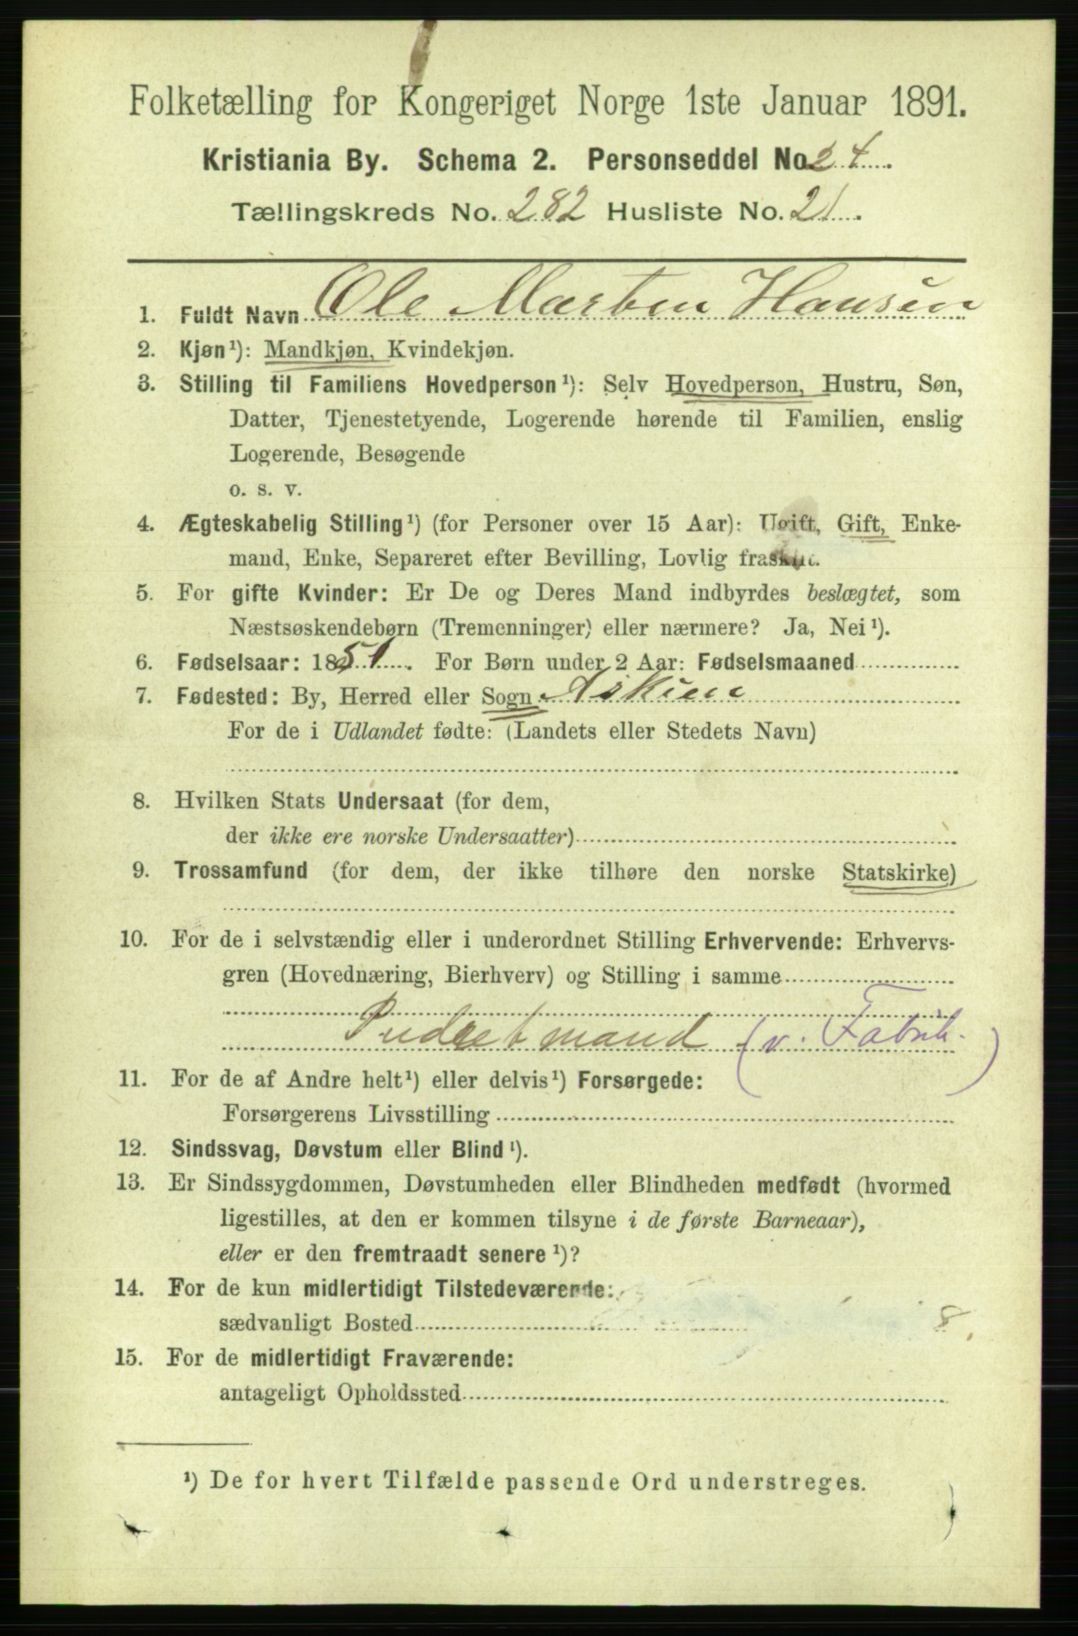 Folketælling for Kongeriget Norge 1ste Januar 1891.
Kristiania By. Schema 2. Personseddel No. 24.
Tællingskreds No. 282 Husliste No. 21.
1. Fuldt Navn Ole Marten Hansen
2. Kjøn¹): Mandkjøn, Kvindekjøn.
3. Stilling til Familiens Hovedperson¹): Selv Hovedperson, Hustru, Søn,
Datter, Tjenestetyende, Logerende hørende til Familien, enslig
Logerende, Besøgende
o. s. v.
4. Ægteskabelig Stilling¹) (for Personer over 15 Aar): Ugift, Gift, Enke-
mand, Enke, Separeret efter Bevilling, Lovlig fraskilt.
5. For gifte Kvinder: Er De og Deres Mand indbyrdes beslægtet, som
Næstsøskendebørn (Tremenninger) eller nærmere? Ja, Nei¹).
6. Fødselsaar: 1851. For Børn under 2 Aar: Fødselsmaaned
7. Fødested: By, Herred eller Sogn Askim
For de i Udlandet fødte: (Landets eller Stedets Navn)
8. Hvilken Stats Undersaat (for dem,
der ikke ere norske Undersaatter)
9. Trossamfund (for dem, der ikke tilhøre den norske Statskirke)
10. For de i selvstændig eller i underordnet Stilling Erhvervende: Erhvervs-
gren (Hovednæring, Bierhverv) og Stilling i samme
Pudretmand (v. Fabrik.)
11. For de af Andre helt¹) eller delvis¹) Forsørgede:
Forsørgerens Livsstilling
12. Sindssvag, Døvstum eller Blind¹).
13. Er Sindssygdommen, Døvstumheden eller Blindheden medfødt (hvormed
ligestilles, at den er kommen tilsyne i de første Barneaar),
eller er den fremtraadt senere¹)?
14. For de kun midlertidigt Tilstedeværende:
sædvanligt Bosted
15. For de midlertidigt Fraværende:
antageligt Opholdssted
¹) De for hvert Tilfælde passende Ord understreges.